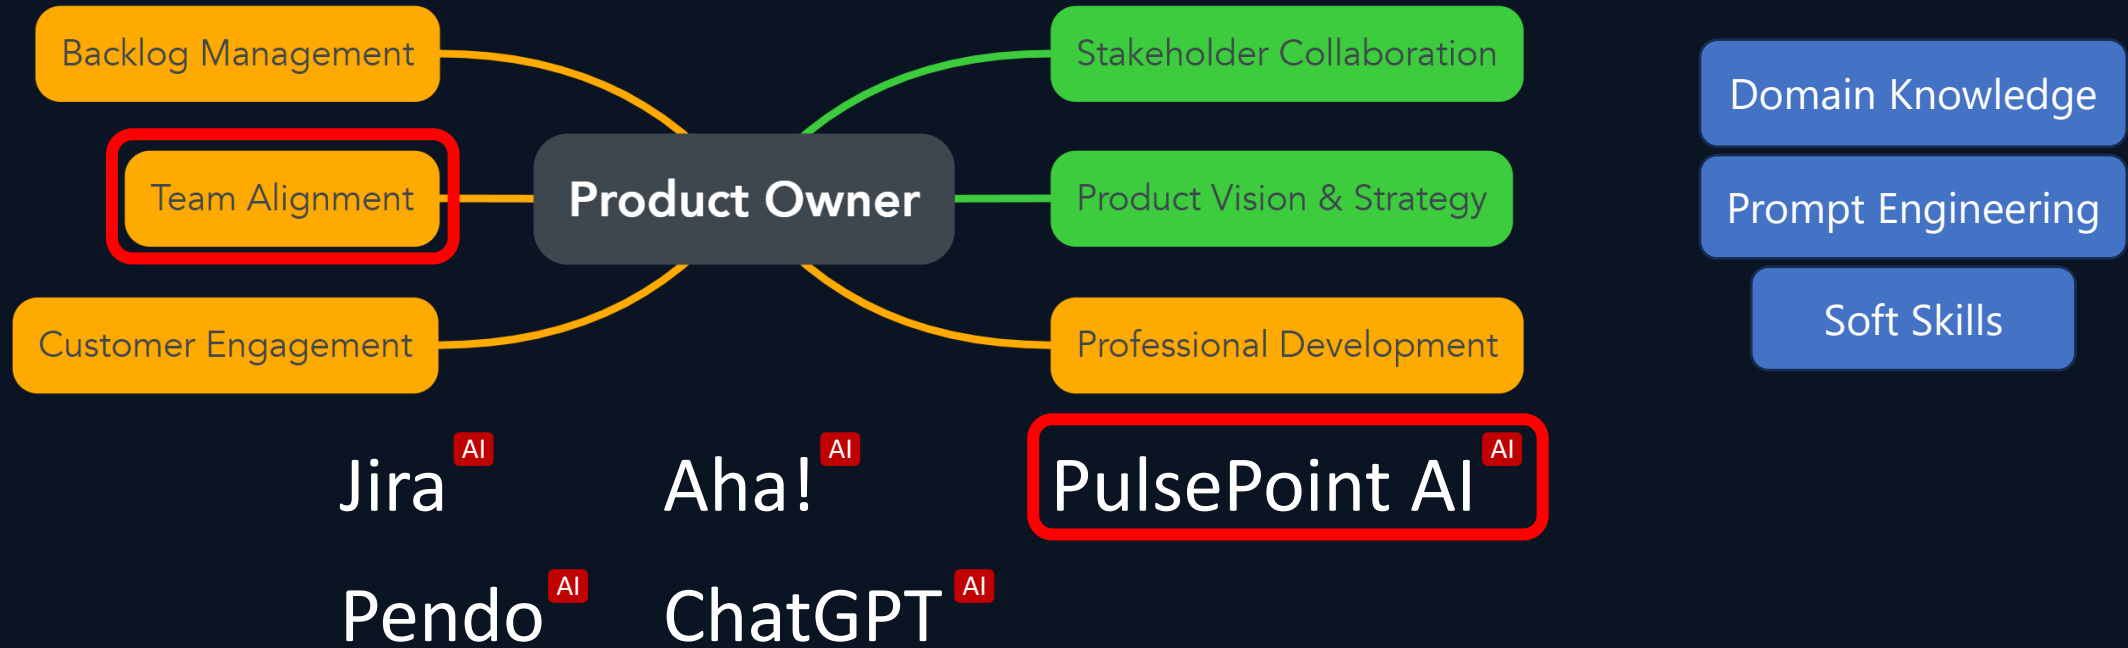 Backlog Management
Stakeholder Collaboration
Domain Knowledge
Team Alignment
Product Owner
Product Vision & Strategy
Prompt Engineering
Customer Engagement
Professional Development
Soft Skills
Jira AI
Aha! AI
PulsePoint AI AI
Pendo AI
ChatGPT AI